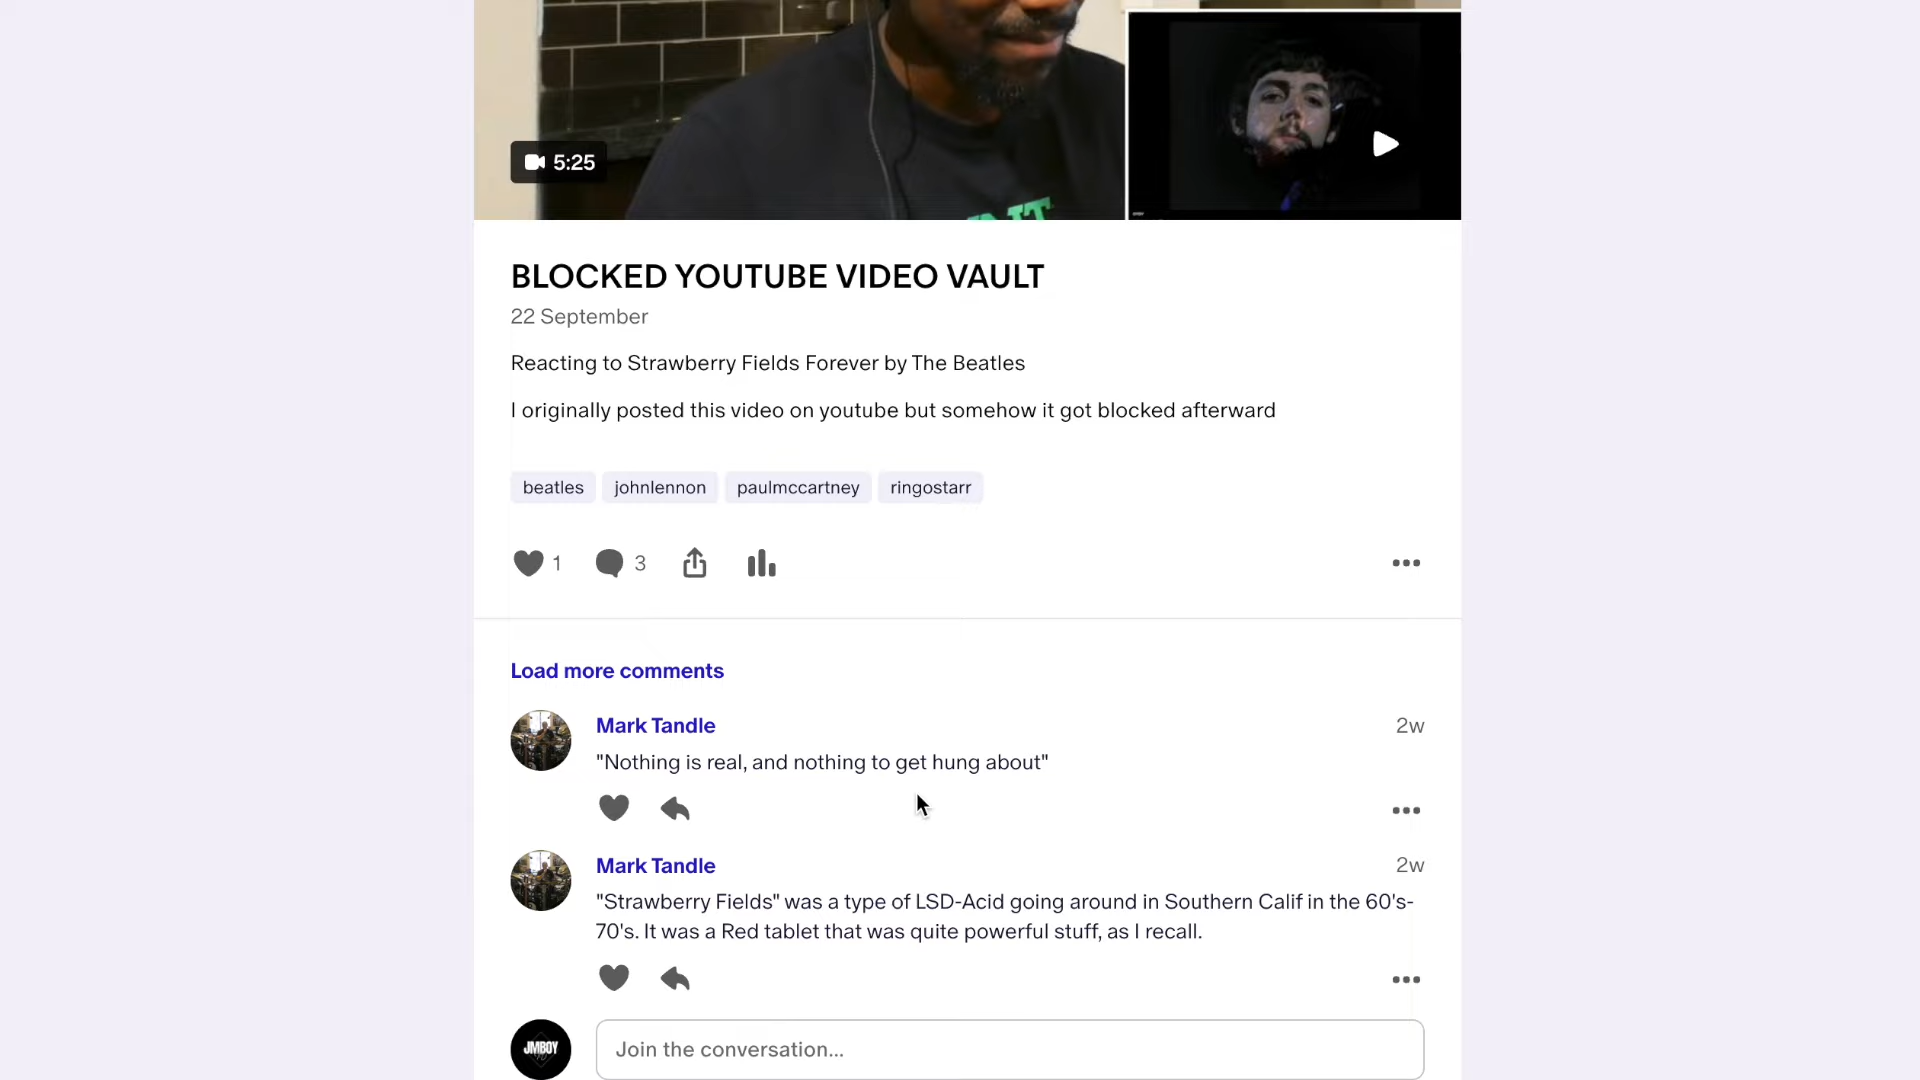 NT
5:25
BLOCKED YOUTUBE VIDEO VAULT
22 September
Reacting to Strawberry Fields Forever by The Beatles
I originally posted this video on youtube but somehow it got blocked afterward
beatles johnlennon paulmccartney ringostarr
1 3
Load more comments
Mark Tandle 2w
"Nothing is real, and nothing to get hung about"
Mark Tandle 2w
"Strawberry Fields" was a type of LSD-Acid going around in Southern Calif in the 60's-
70's. It was a Red tablet that was quite powerful stuff, as I recall.
JMBOY
Join the conversation...